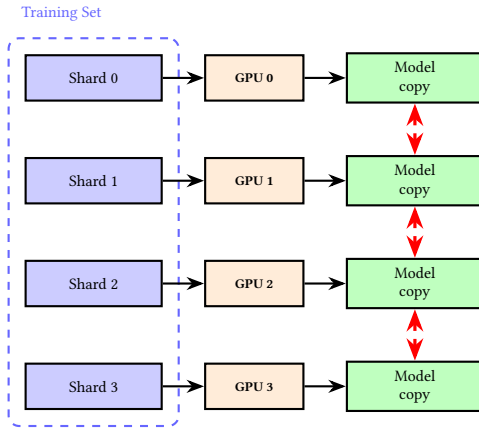 Training Set
Shard 0
GPU 0
Model
copy
Shard 1
GPU 1
Model
copy
Shard 2
GPU 2
Model
copy
Shard 3
GPU 3
Model
copy